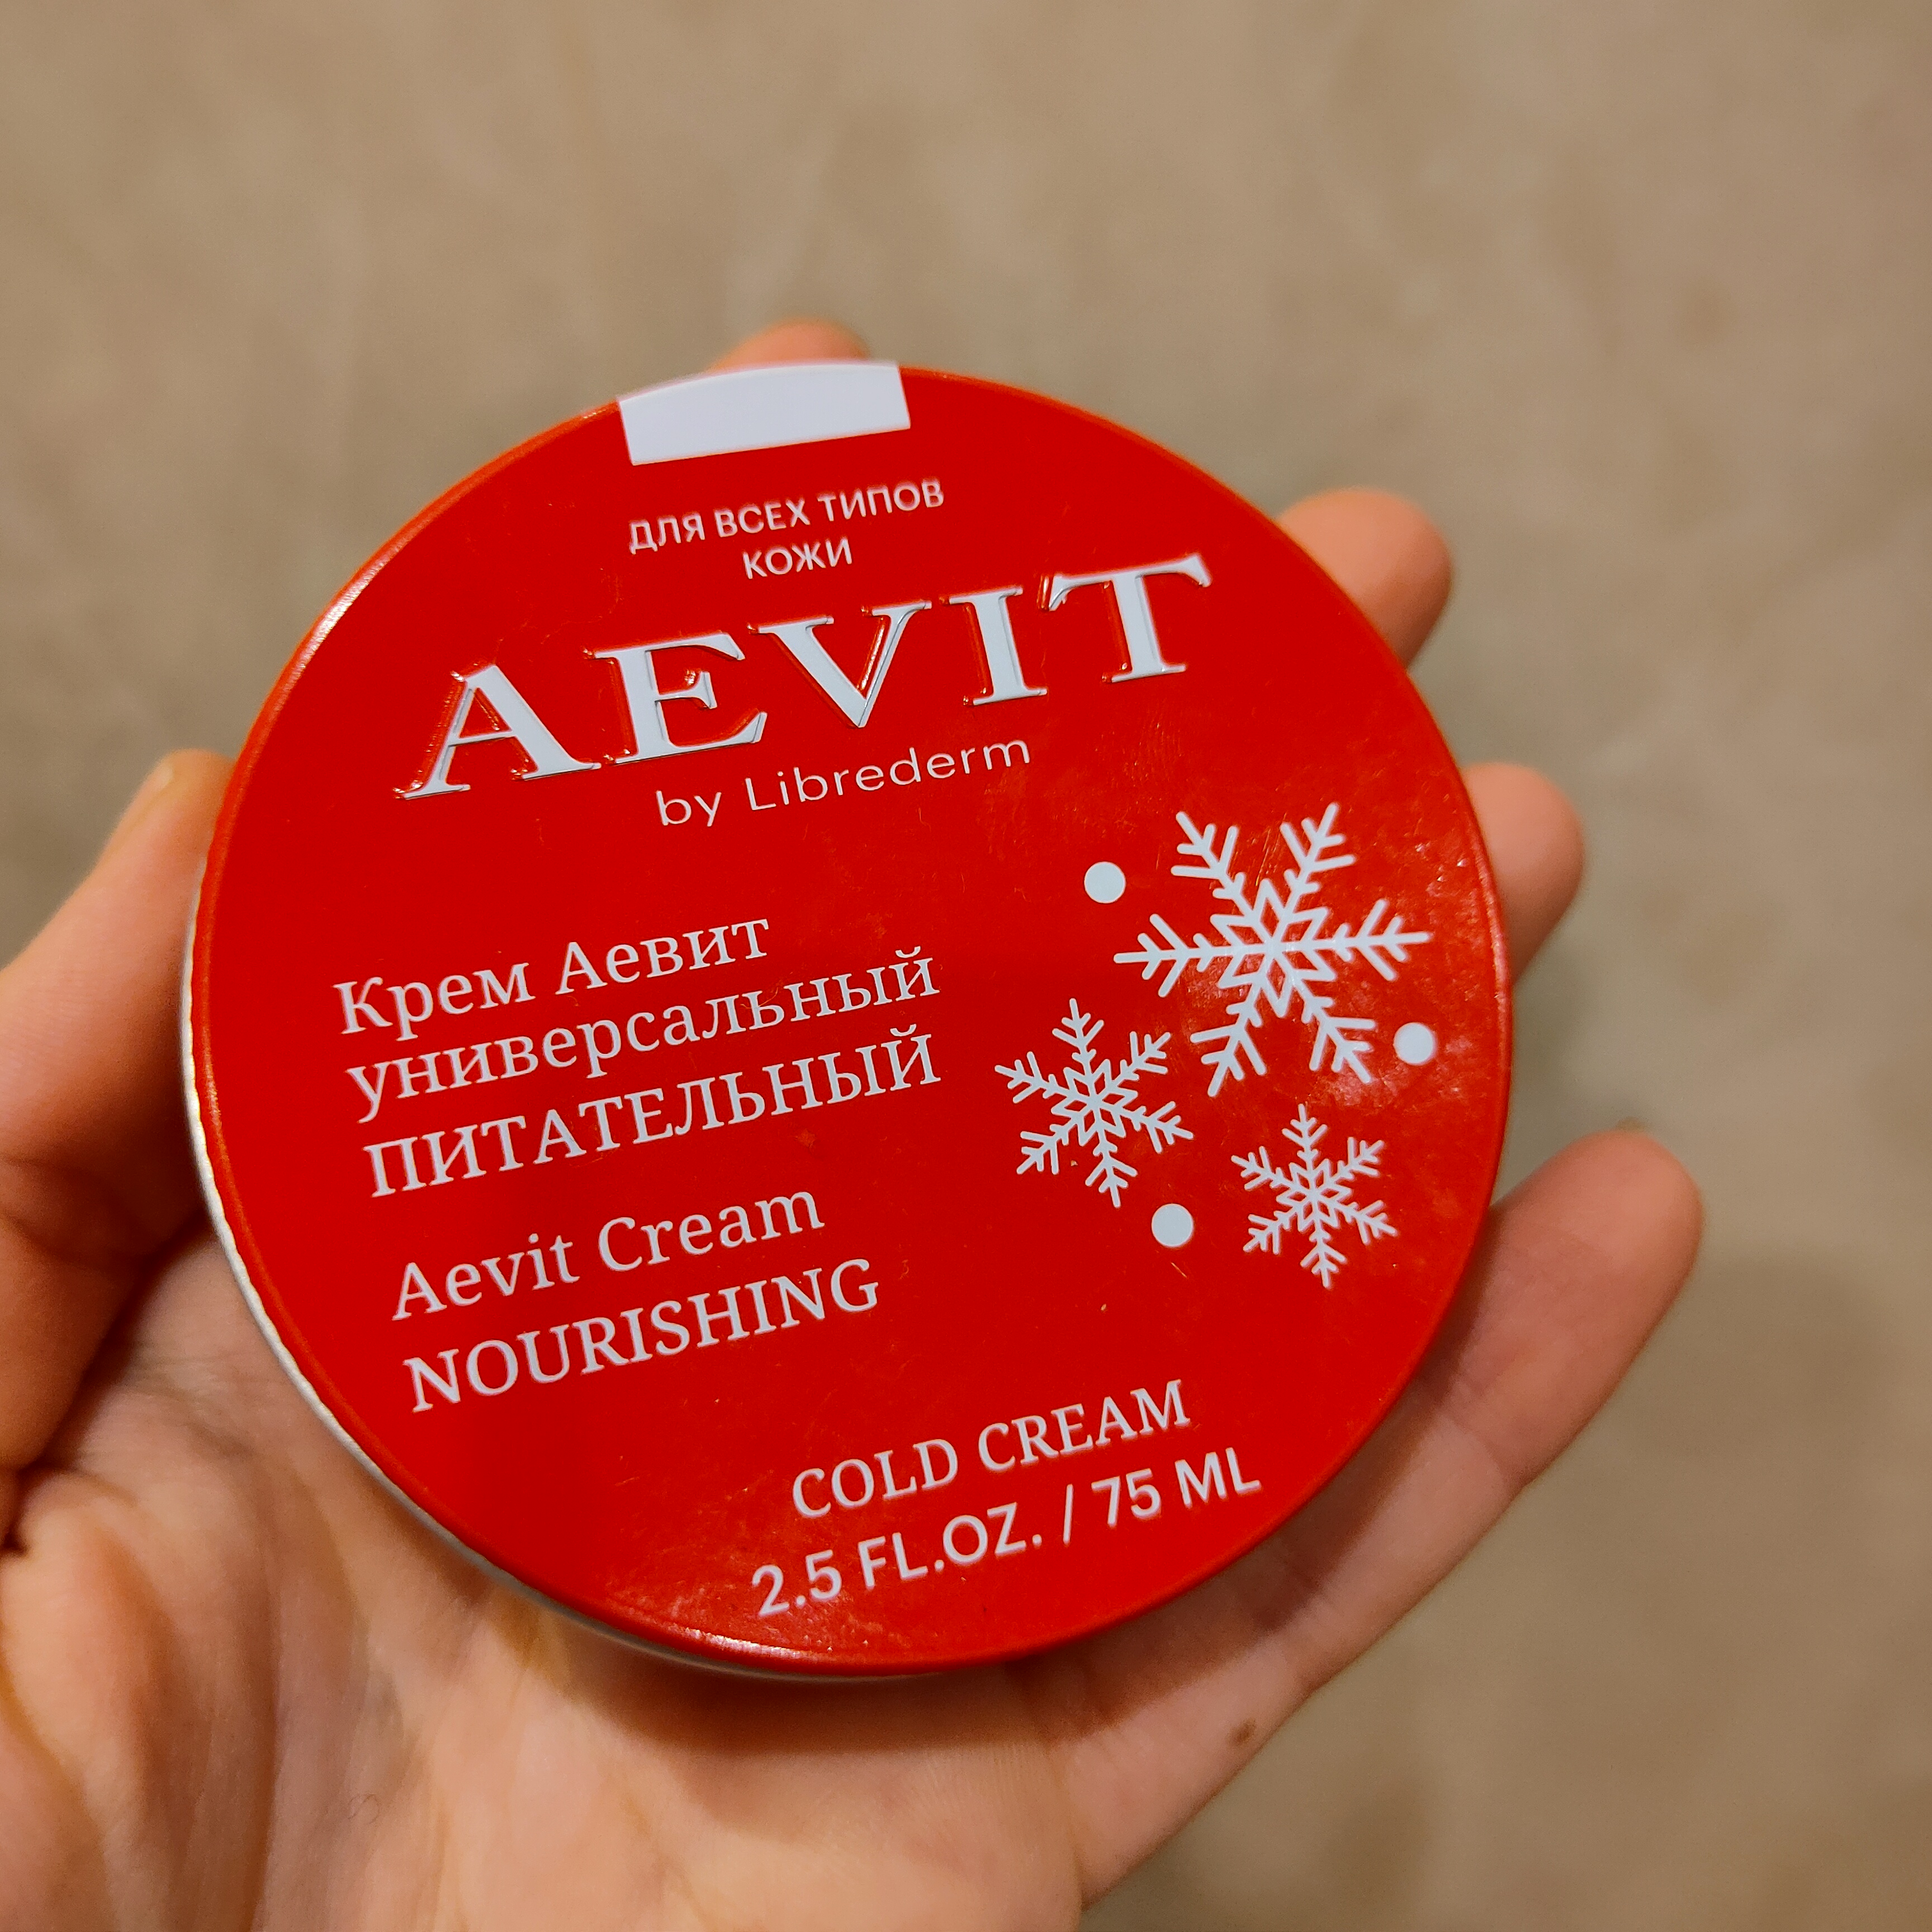 ДЛЯ ВСЕХ ТИПОВ
КОЖИ
AEVIT
by Librederm
Крем Аевит
универсальный
ПИТАТЕЛЬНЫЙ
Aevit Cream
NOURISHING
COLD CREAM
2.5 FL.OZ. / 75 ML